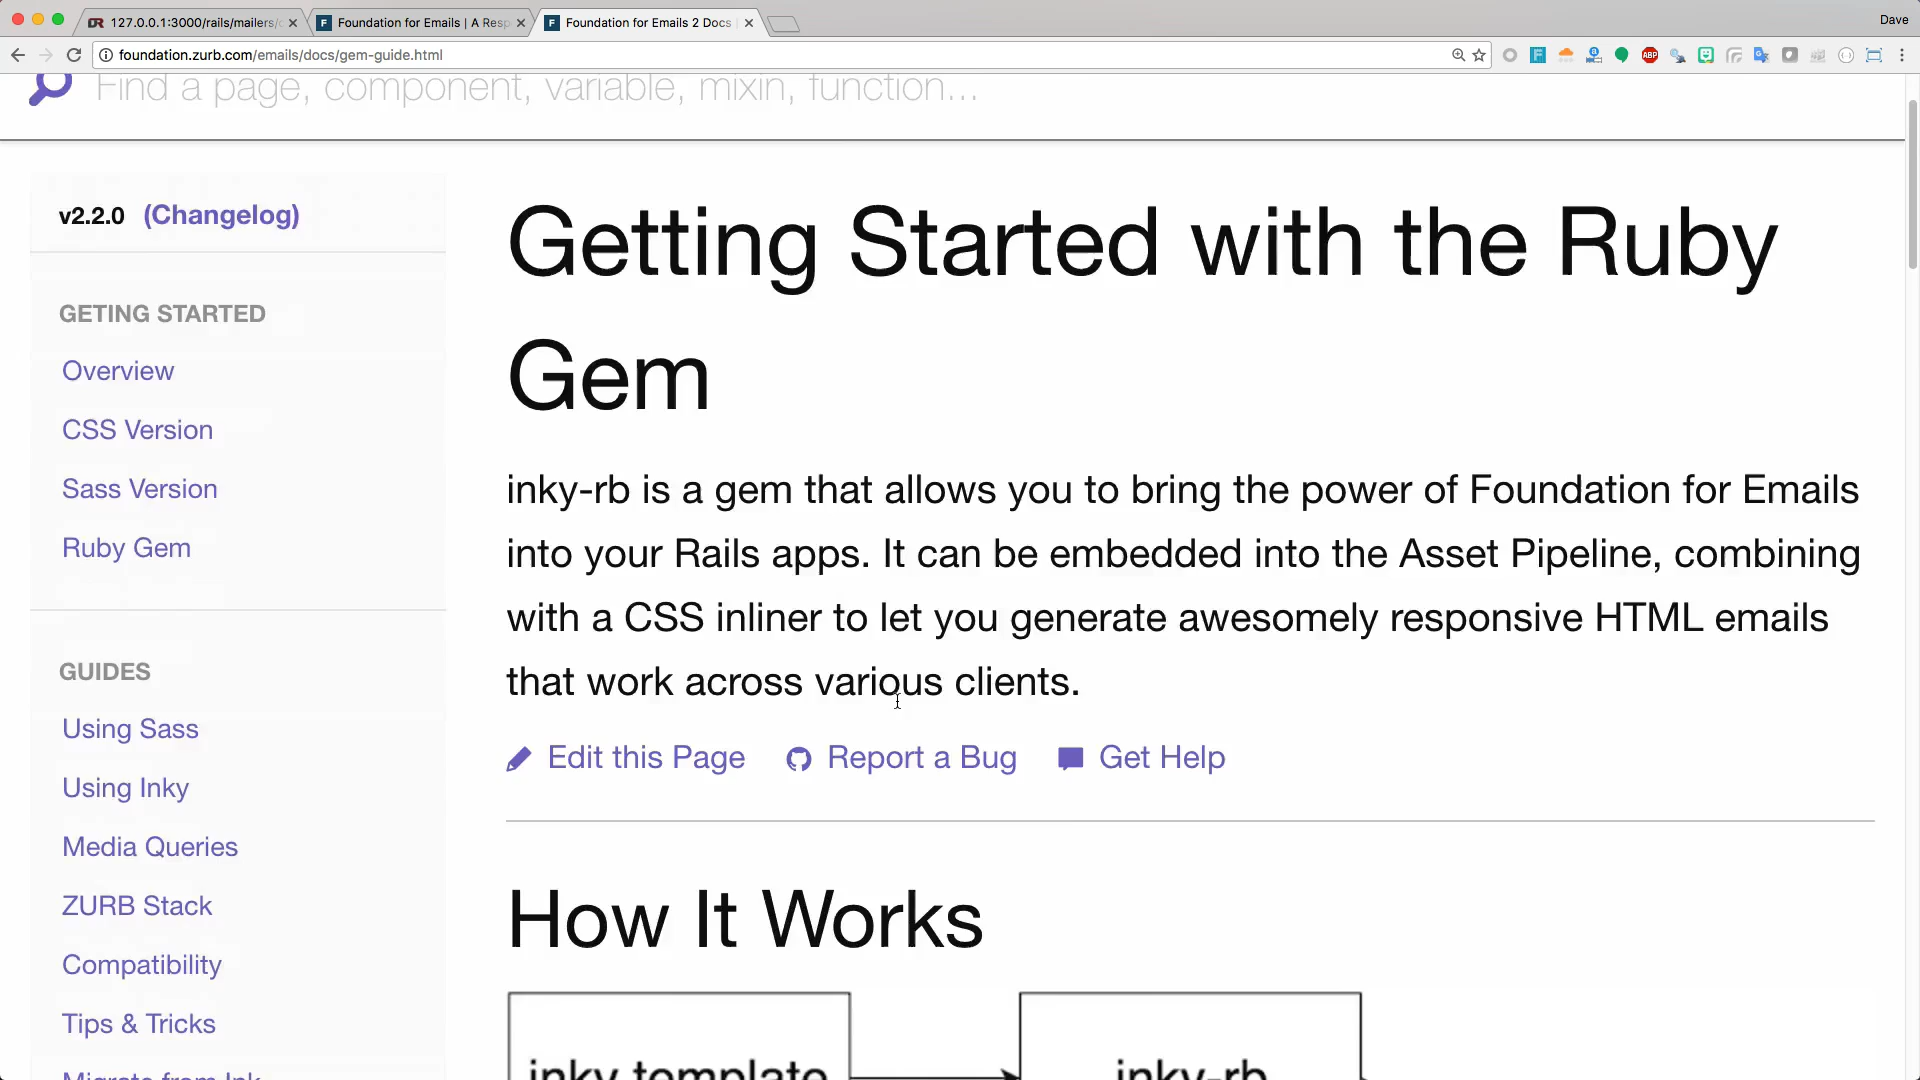 127.0.0.1:3000/rails/mailers/
Foundation for Emails | A Resp
Foundation for Emails 2 Docs
Dave
foundation.zurb.com/emails/docs/gem-guide.html
ABP
Find a page, component, variable, mixin, function...
v2.2.0 (Changelog)
GETING STARTED
Overview
CSS Version
Sass Version
Ruby Gem
GUIDES
Using Sass
Using Inky
Media Queries
ZURB Stack
Compatibility
Tips & Tricks
Migrate from Ink
Getting Started with the Ruby
Gem
inky-rb is a gem that allows you to bring the power of Foundation for Emails
into your Rails apps. It can be embedded into the Asset Pipeline, combining
with a CSS inliner to let you generate awesomely responsive HTML emails
that work across various clients.
Edit this Page Report a Bug Get Help
How It Works
inky template
inky-rb